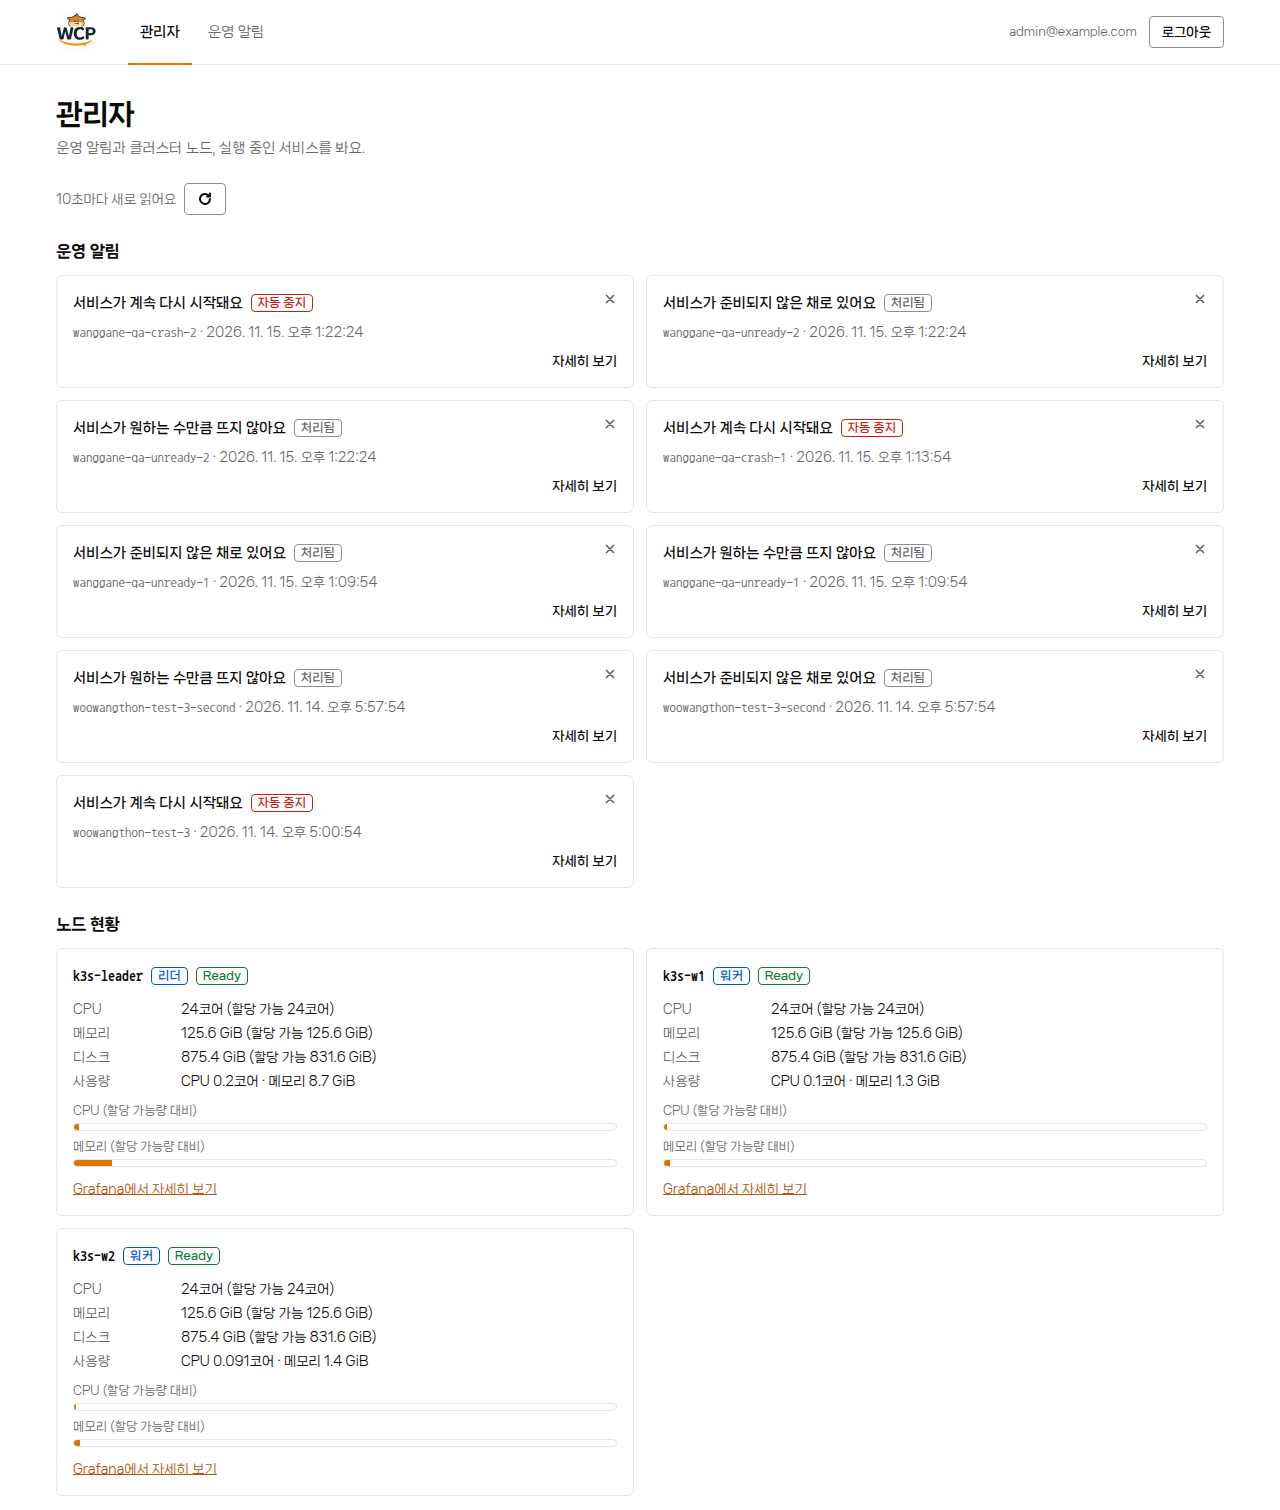 WCP
관리자
운영 알림
admin@example.com
로그아웃
관리자
운영 알림과 클러스터 노드, 실행 중인 서비스를 봐요.
10초마다 새로 읽어요
운영 알림
서비스가 계속 다시 시작돼요 자동 중지
wanggane-qa-crash-2 · 2026. 11. 15. 오후 1:22:24
자세히 보기
서비스가 준비되지 않은 채로 있어요 처리됨
wanggane-qa-unready-2 · 2026. 11. 15. 오후 1:22:24
자세히 보기
서비스가 원하는 수만큼 뜨지 않아요 처리됨
wanggane-qa-unready-2 · 2026. 11. 15. 오후 1:22:24
자세히 보기
서비스가 계속 다시 시작돼요 자동 중지
wanggane-qa-crash-1 · 2026. 11. 15. 오후 1:13:54
자세히 보기
서비스가 준비되지 않은 채로 있어요 처리됨
wanggane-qa-unready-1 · 2026. 11. 15. 오후 1:09:54
자세히 보기
서비스가 원하는 수만큼 뜨지 않아요 처리됨
wanggane-qa-unready-1 · 2026. 11. 15. 오후 1:09:54
자세히 보기
서비스가 원하는 수만큼 뜨지 않아요 처리됨
woowangthon-test-3-second · 2026. 11. 14. 오후 5:57:54
자세히 보기
서비스가 준비되지 않은 채로 있어요 처리됨
woowangthon-test-3-second · 2026. 11. 14. 오후 5:57:54
자세히 보기
서비스가 계속 다시 시작돼요 자동 중지
woowangthon-test-3 · 2026. 11. 14. 오후 5:00:54
자세히 보기
노드 현황
k3s-leader 리더 Ready
CPU 24코어 (할당 가능 24코어)
메모리 125.6 GiB (할당 가능 125.6 GiB)
디스크 875.4 GiB (할당 가능 831.6 GiB)
사용량 CPU 0.2코어 · 메모리 8.7 GiB
CPU (할당 가능량 대비)
메모리 (할당 가능량 대비)
Grafana에서 자세히 보기
k3s-w1 워커 Ready
CPU 24코어 (할당 가능 24코어)
메모리 125.6 GiB (할당 가능 125.6 GiB)
디스크 875.4 GiB (할당 가능 831.6 GiB)
사용량 CPU 0.1코어 · 메모리 1.3 GiB
CPU (할당 가능량 대비)
메모리 (할당 가능량 대비)
Grafana에서 자세히 보기
k3s-w2 워커 Ready
CPU 24코어 (할당 가능 24코어)
메모리 125.6 GiB (할당 가능 125.6 GiB)
디스크 875.4 GiB (할당 가능 831.6 GiB)
사용량 CPU 0.091코어 · 메모리 1.4 GiB
CPU (할당 가능량 대비)
메모리 (할당 가능량 대비)
Grafana에서 자세히 보기